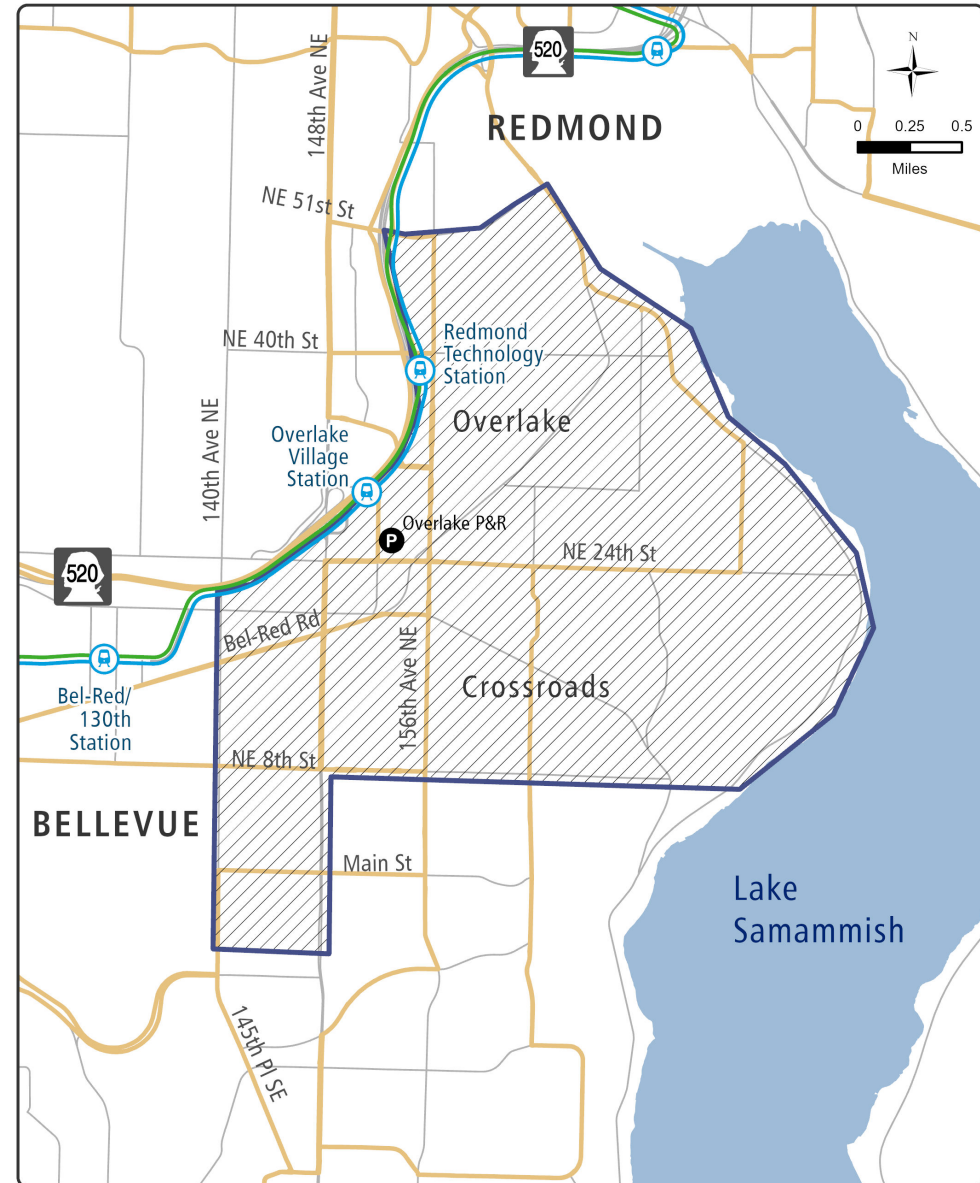 520
148th Ave NE
N
REDMOND
0 0.25 0.5
Miles
NE 51st St
NE 40th St
Redmond
Technology
Station
140th Ave NE
Overlake
Overlake
Village
Station
Overlake P&R
P
NE 24th St
520
Bel-Red Rd
156th Ave NE
Crossroads
Bel-Red/
130th
Station
NE 8th St
BELLEVUE
Main St
Lake
Samammish
145th Pl SE